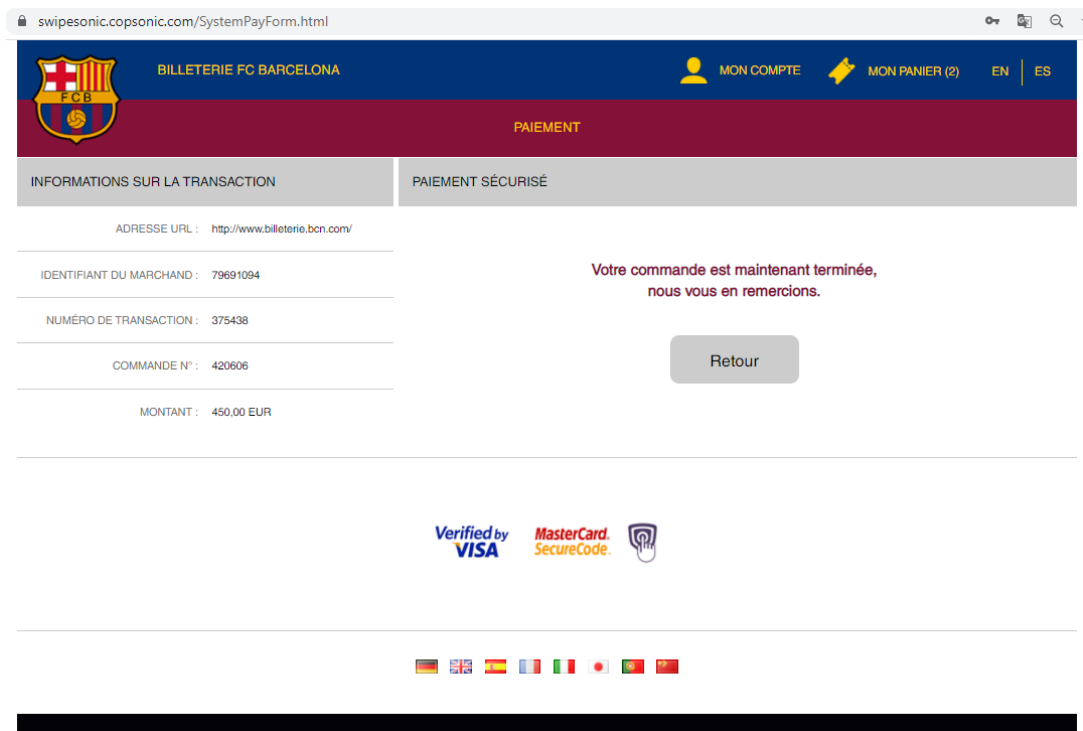 swipesonic.copsonic.com/SystemPayForm.html
BILLETERIE FC BARCELONA
MON COMPTE
MON PANIER (2)
EN
ES
FCB
PAIEMENT
INFORMATIONS SUR LA TRANSACTION
PAIEMENT SÉCURISÉ
ADRESSE URL : http://www.billeterie.bcn.com/
IDENTIFIANT DU MARCHAND : 79691094
NUMÉRO DE TRANSACTION : 375438
COMMANDE N° : 420606
MONTANT : 450,00 EUR
Votre commande est maintenant terminée,
nous vous en remercions.
Retour
Verified by
VISA
MasterCard.
SecureCode.